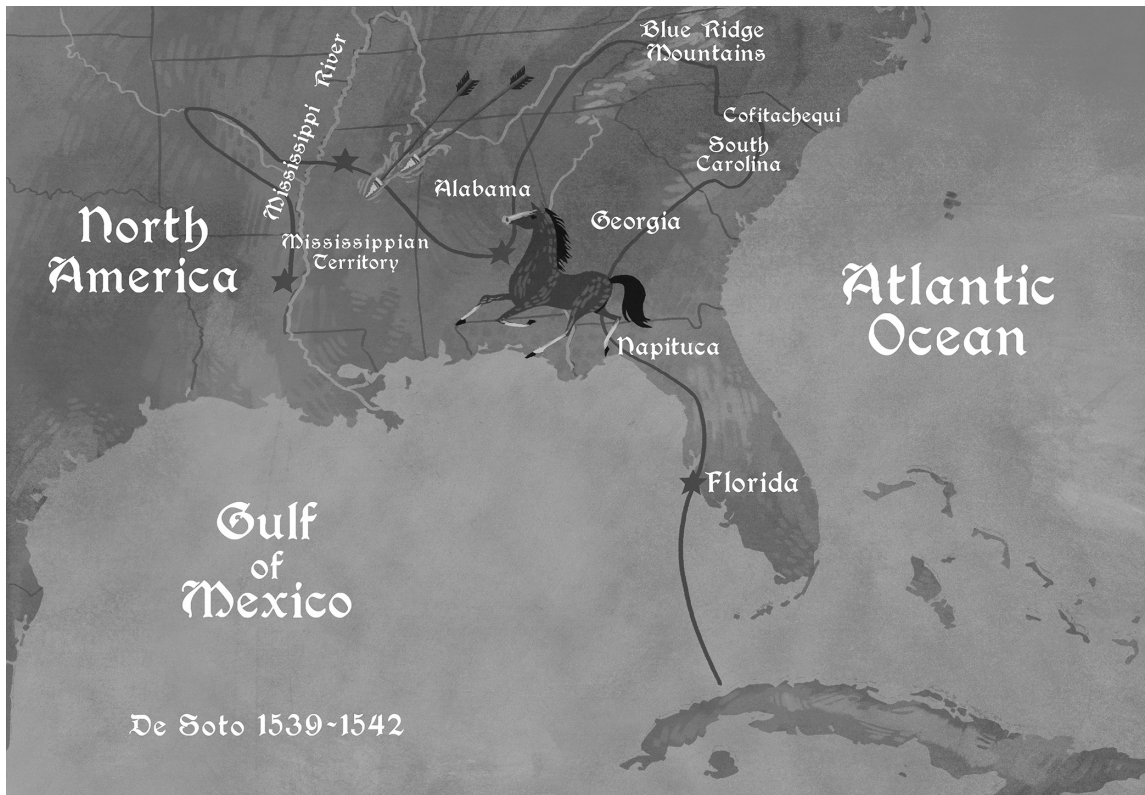 Blue Ridge
Mountains
Mississippi River
Cofitachequi
South
Carolina
Alabama
Georgia
North
America
Mississippian
Territory
Atlantic
Ocean
Napituca
Florida
Gulf
of
Mexico
De Soto 1539-1542